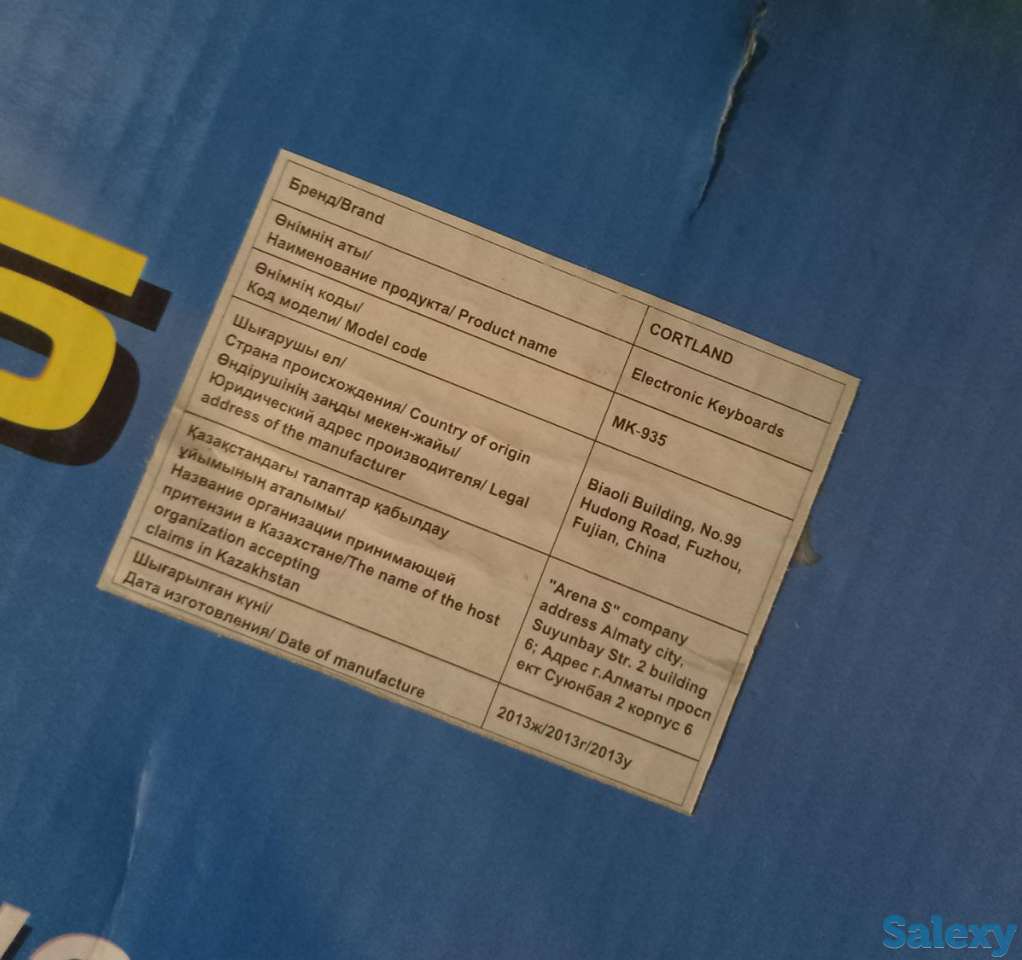 Бренд/Brand
CORTLAND
Өнімнің аты/
Наименование продукта/ Product name
Electronic Keyboards
Өнімнің коды/
Код модели/ Model code
MK-935
Шығарушы ел/
Страна происхождения/ Country of origin
Өндірушінің заңды мекен-жайы/
Юридический адрес производителя/ Legal
address of the manufacturer
Biaoli Building, No.99
Hudong Road, Fuzhou,
Fujian, China
Қазақстандағы талаптар қабылдау
ұйымының аталымы/
Название организации принимающей
притензии в Казахстане/The name of the host
organization accepting
claims in Kazakhstan
"Arena S" company
address Almaty city,
Suyunbay Str. 2 building
6; Адрес г.Алматы просп
ект Суюнбая 2 корпус 6
Шығарылған күні/
Дата изготовления/ Date of manufacture
2013ж/2013г/2013y
5
Salexy